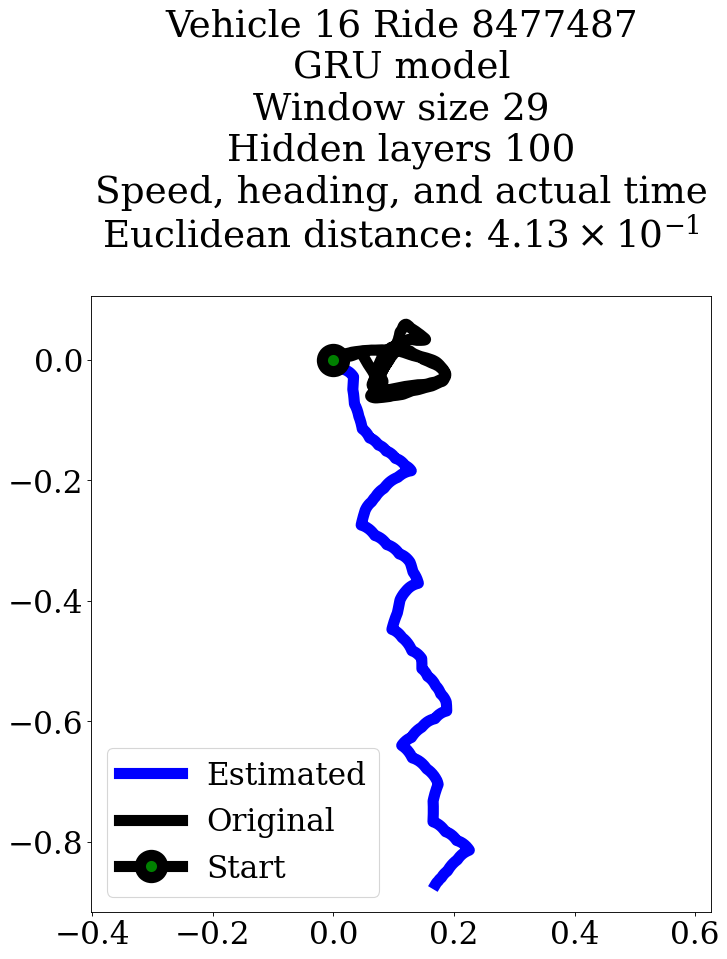 Vehicle 16 Ride 8477487
GRU model
Window size 29
Hidden layers 100
Speed, heading, and actual time
Euclidean distance: 4.13 × 10⁻¹
0.0
−0.2
−0.4
−0.6
−0.8
Estimated
Original
Start
−0.4 −0.2 0.0 0.2 0.4 0.6